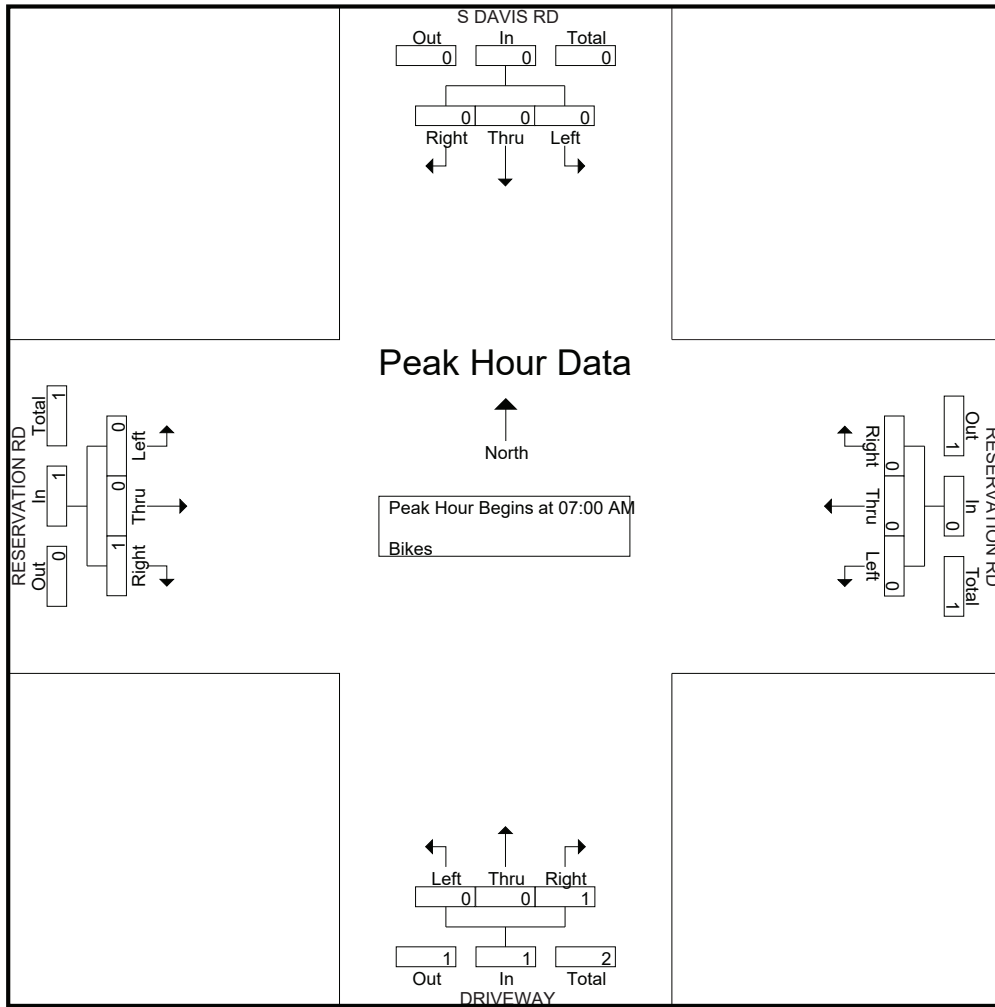 S DAVIS RD
Out In Total
0 0 0
0 0 0
Right Thru Left
Peak Hour Data
North
Peak Hour Begins at 07:00 AM
Bikes
RESERVATION RD
Out In Total
0 1 1
1 0 0
Right Thru Left
RESERVATION RD
Out In Total
1 0 1
0 0 0
Right Thru Left
Left Thru Right
0 0 1
1 1 2
Out In Total
DRIVEWAY